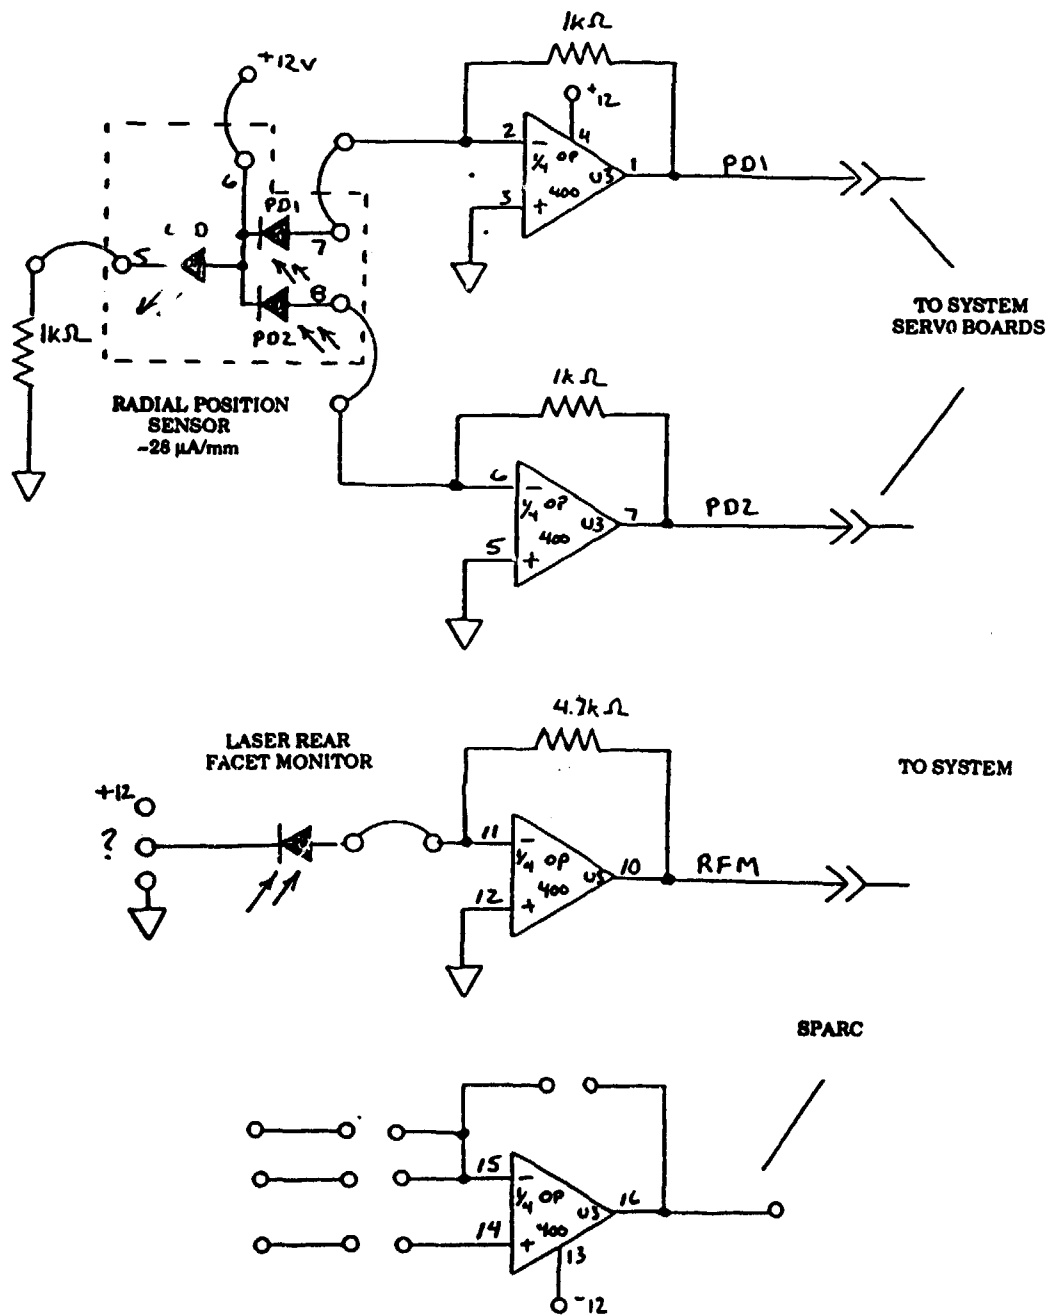 1kΩ
+12V
+12
2
4
-
1/4 OP
400
U3
3
+
1
PD1
6
PD1
7
5
8
PD2
1kΩ
TO SYSTEM
SERVO BOARDS
RADIAL POSITION
SENSOR
~28 μA/mm
1kΩ
6
-
1/4 OP
400
U3
5
+
7
PD2
4.7kΩ
LASER REAR
FACET MONITOR
TO SYSTEM
+12
?
11
-
1/4 OP
400
U3
12
+
10
RFM
SPARC
15
-
1/4 OP
400
U3
14
+
16
13
-12